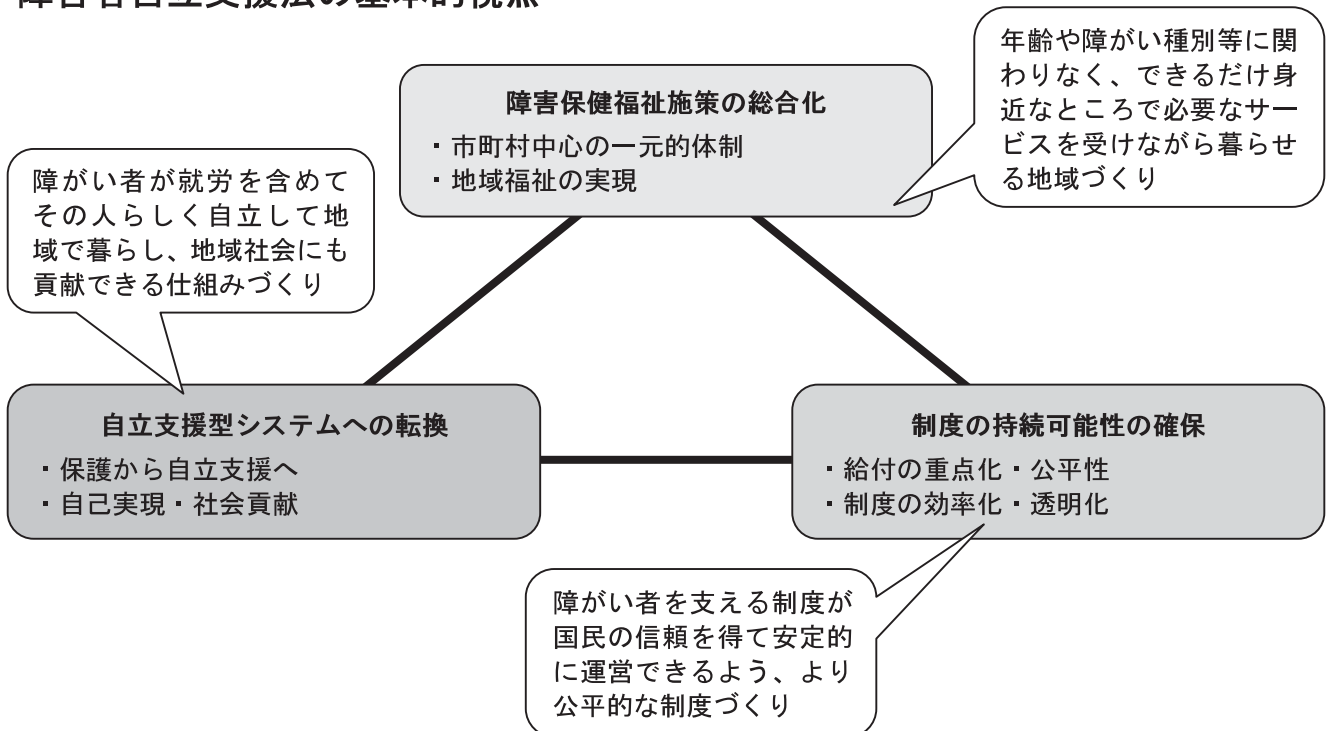 障害者自立支援法の基本的視点
障害保健福祉施策の総合化
・市町村中心の一元的体制
・地域福祉の実現
年齢や障がい種別等に関
わりなく、できるだけ身
近なところで必要なサー
ビスを受けながら暮らせ
る地域づくり
障がい者が就労を含めて
その人らしく自立して地
域で暮らし、地域社会にも
貢献できる仕組みづくり
自立支援型システムへの転換
・保護から自立支援へ
・自己実現・社会貢献
制度の持続可能性の確保
・給付の重点化・公平性
・制度の効率化・透明化
障がい者を支える制度が
国民の信頼を得て安定的
に運営できるよう、より
公平的な制度づくり